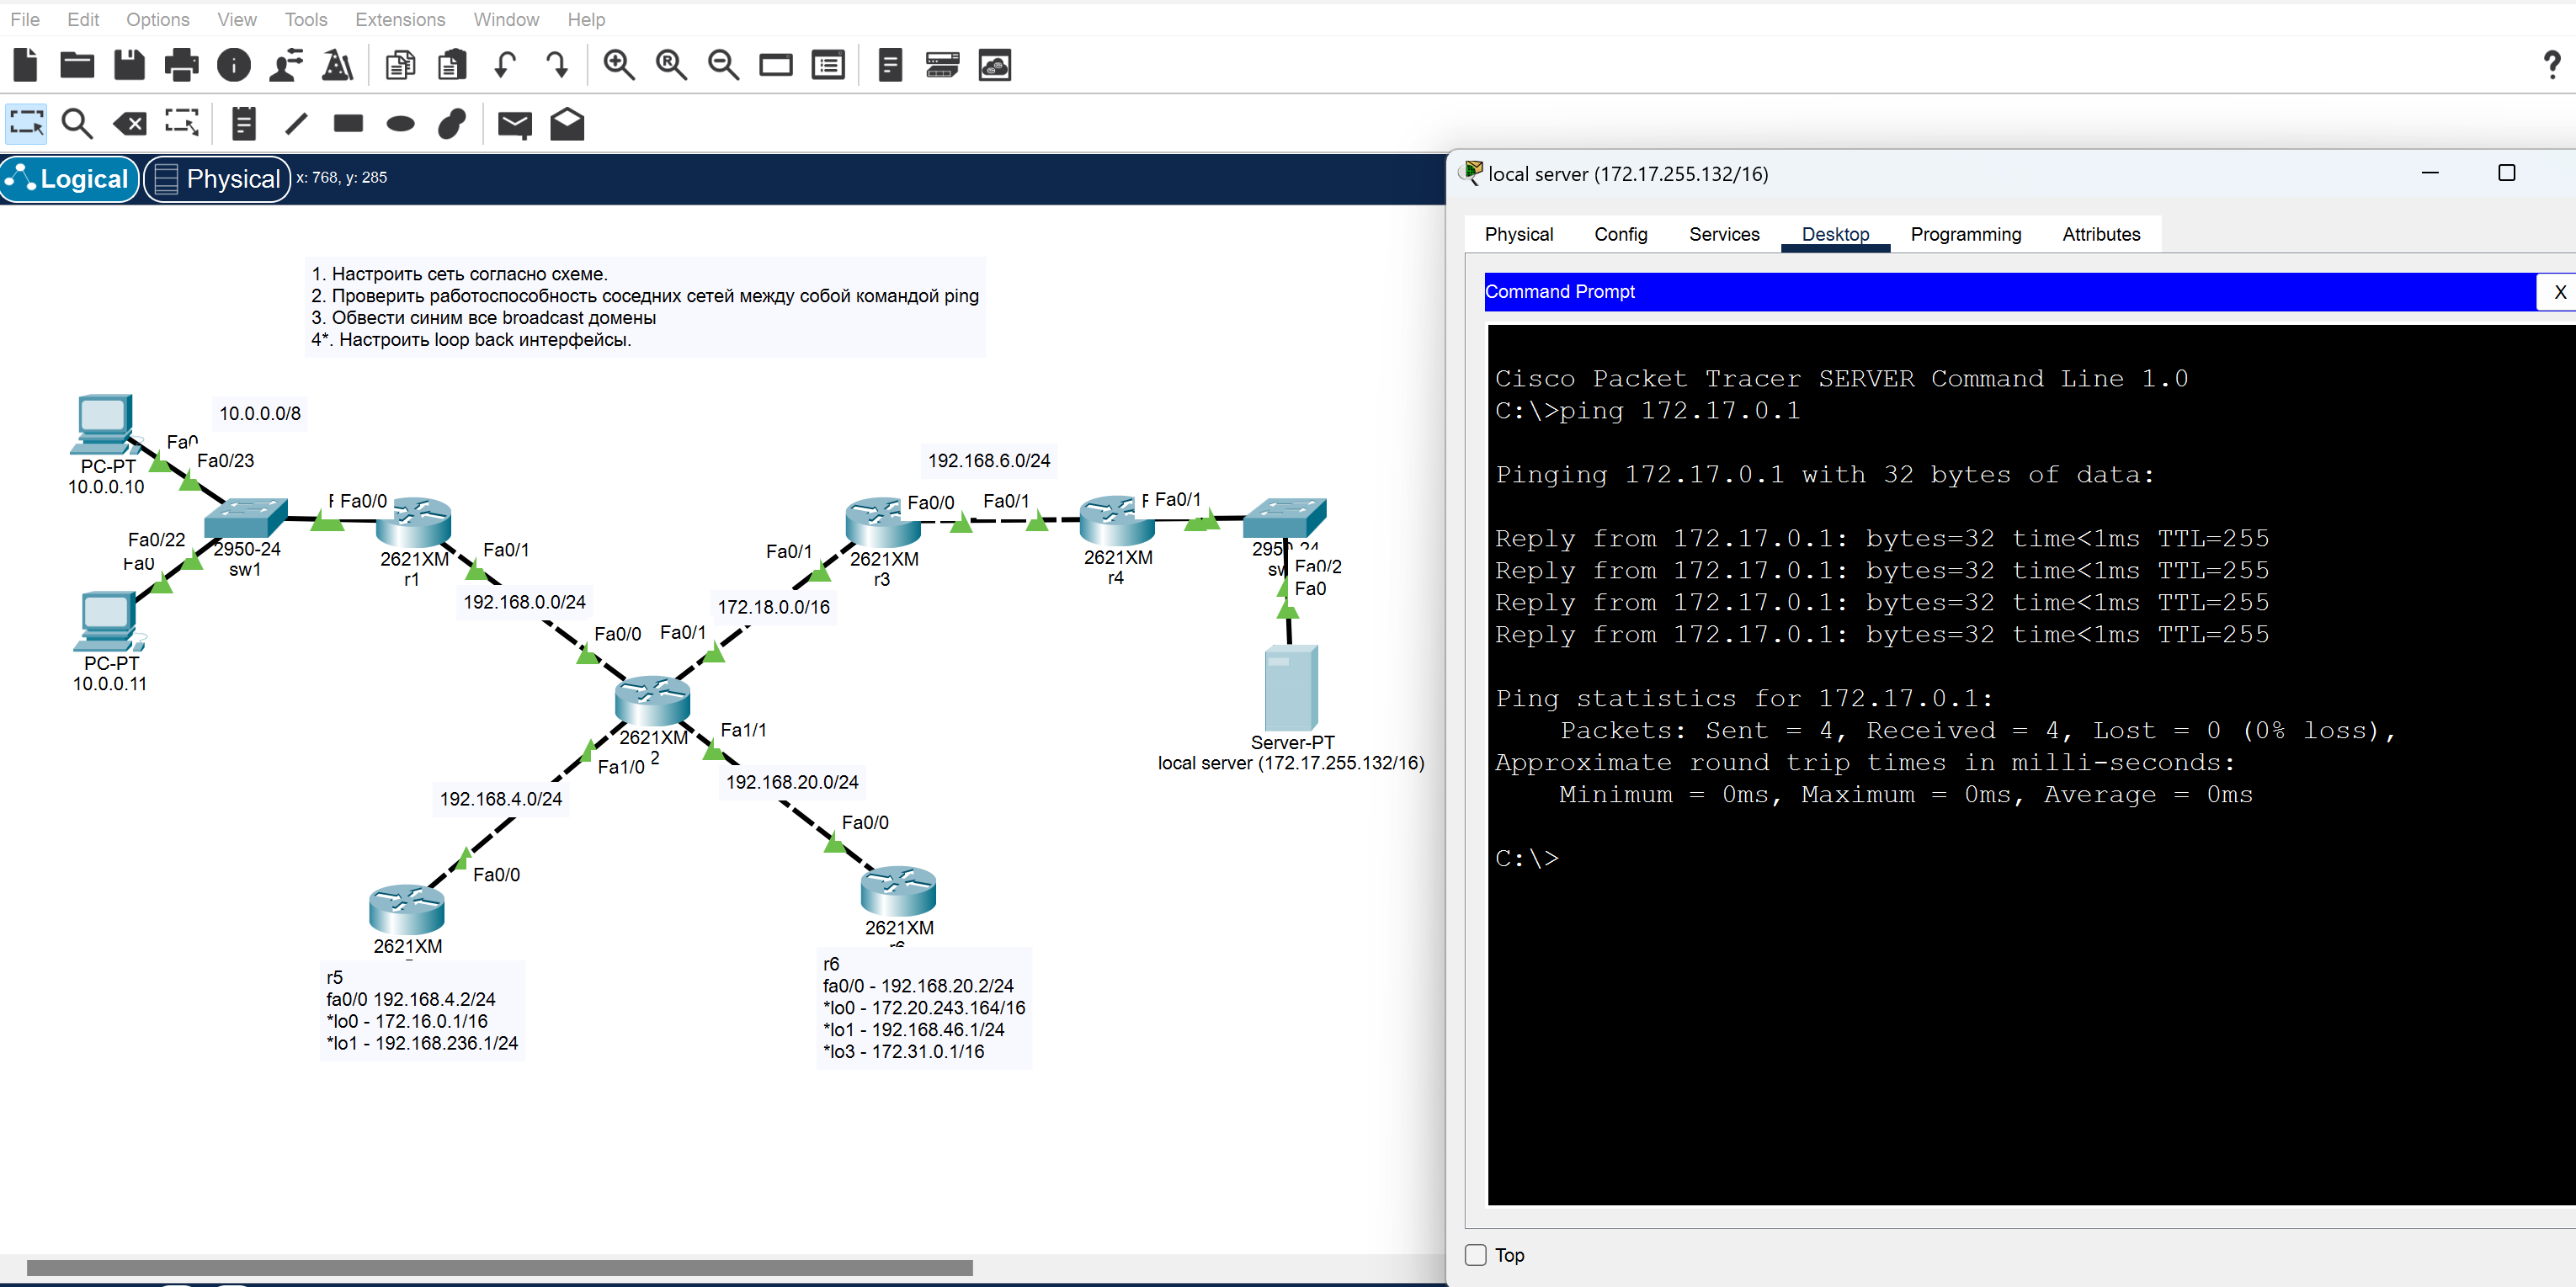 File Edit Options View Tools Extensions Window Help
?
Logical Physical x: 768, y: 285
1. Настроить сеть согласно схеме.
2. Проверить работоспособность соседних сетей между собой командой ping
3. Обвести синим все broadcast домены
4*. Настроить loop back интерфейсы.
10.0.0.0/8
Fa0
Fa0/23
PC-PT
10.0.0.10
Fa0/0
Fa0/22
Fa0
2950-24
sw1
2621XM
r1
Fa0/1
PC-PT
10.0.0.11
192.168.0.0/24
Fa0/0
192.168.6.0/24
Fa0/0
Fa0/1
Fa0/1
Fa0/1
2621XM
r3
2621XM
r4
172.18.0.0/16
Fa0/1
2950-24
Fa0/2
Fa0
2621XM
2
Fa1/1
Fa1/0
Server-PT
local server (172.17.255.132/16)
192.168.20.0/24
192.168.4.0/24
Fa0/0
Fa0/0
2621XM
2621XM
r6
r5
fa0/0 192.168.4.2/24
*lo0 - 172.16.0.1/16
*lo1 - 192.168.236.1/24
r6
fa0/0 - 192.168.20.2/24
*lo0 - 172.20.243.164/16
*lo1 - 192.168.46.1/24
*lo3 - 172.31.0.1/16
local server (172.17.255.132/16)
Physical Config Services Desktop Programming Attributes
Command Prompt
X
Cisco Packet Tracer SERVER Command Line 1.0
C:\>ping 172.17.0.1
Pinging 172.17.0.1 with 32 bytes of data:
Reply from 172.17.0.1: bytes=32 time<1ms TTL=255
Reply from 172.17.0.1: bytes=32 time<1ms TTL=255
Reply from 172.17.0.1: bytes=32 time<1ms TTL=255
Reply from 172.17.0.1: bytes=32 time<1ms TTL=255
Ping statistics for 172.17.0.1:
Packets: Sent = 4, Received = 4, Lost = 0 (0% loss),
Approximate round trip times in milli-seconds:
Minimum = 0ms, Maximum = 0ms, Average = 0ms
C:\>
Top